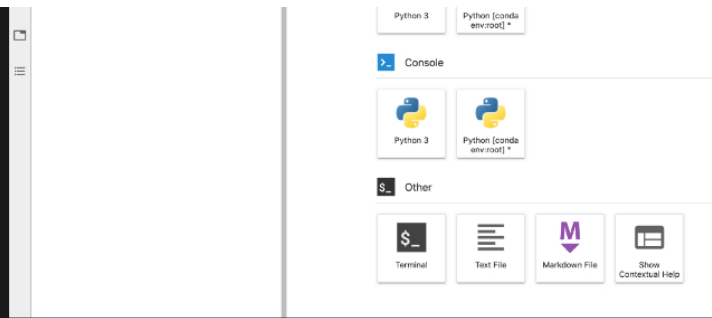 Python 3
Python [conda
env:root] *
>_ Console
Python 3
Python [conda
env:root] *
$_ Other
$_
M
Terminal
Text File
Markdown File
Show
Contextual Help